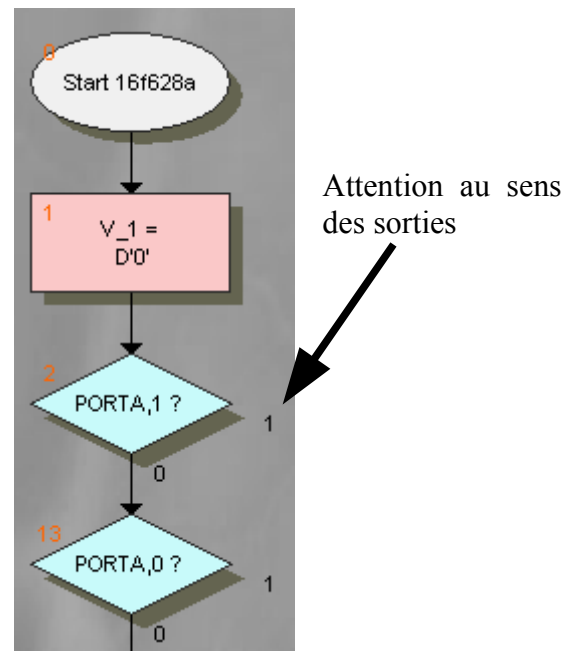 0
Start 16f628a
1
V_1 =
D'0'
Attention au sens
des sorties
2
PORTA,1 ?
1
0
13
PORTA,0 ?
1
0